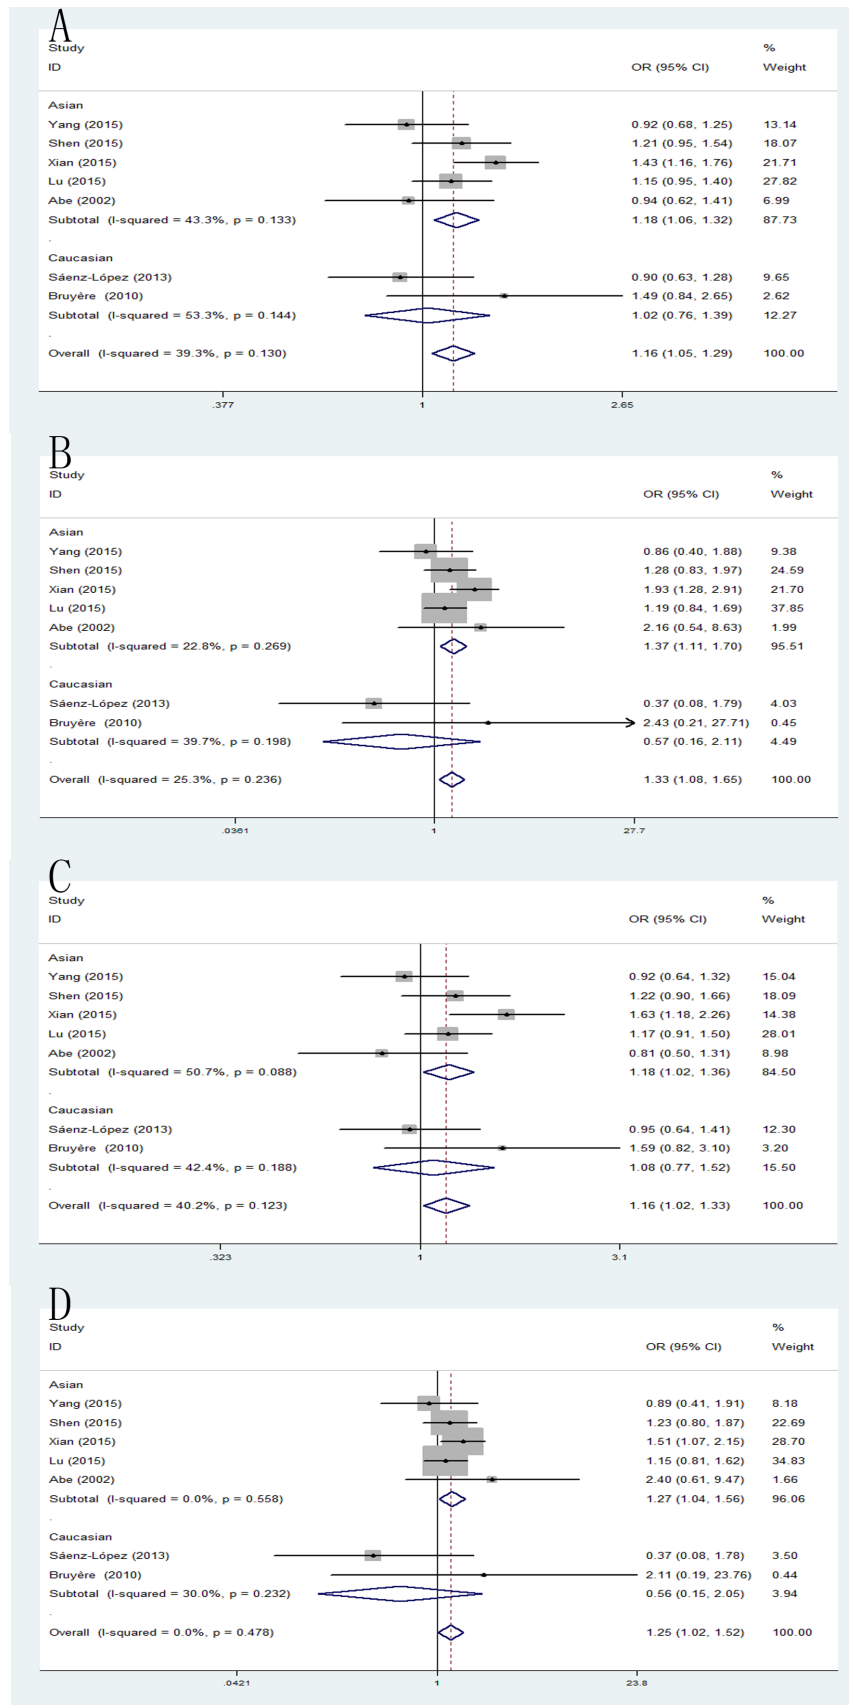 A
Study %
ID OR (95% CI) Weight
Asian
Yang (2015) 0.92 (0.68, 1.25) 13.14
Shen (2015) 1.21 (0.95, 1.54) 18.07
Xian (2015) 1.43 (1.16, 1.76) 21.71
Lu (2015) 1.15 (0.95, 1.40) 27.82
Abe (2002) 0.94 (0.62, 1.41) 6.99
Subtotal (I-squared = 43.3%, p = 0.133) 1.18 (1.06, 1.32) 87.73
.
Caucasian
Sáenz-López (2013) 0.90 (0.63, 1.28) 9.65
Bruyère (2010) 1.49 (0.84, 2.65) 2.62
Subtotal (I-squared = 53.3%, p = 0.144) 1.02 (0.76, 1.39) 12.27
.
Overall (I-squared = 39.3%, p = 0.130) 1.16 (1.05, 1.29) 100.00
.377 1 2.65
B
Study %
ID OR (95% CI) Weight
Asian
Yang (2015) 0.86 (0.40, 1.88) 9.38
Shen (2015) 1.28 (0.83, 1.97) 24.59
Xian (2015) 1.93 (1.28, 2.91) 21.70
Lu (2015) 1.19 (0.84, 1.69) 37.85
Abe (2002) 2.16 (0.54, 8.63) 1.99
Subtotal (I-squared = 22.8%, p = 0.269) 1.37 (1.11, 1.70) 95.51
.
Caucasian
Sáenz-López (2013) 0.37 (0.08, 1.79) 4.03
Bruyère (2010) 2.43 (0.21, 27.71) 0.45
Subtotal (I-squared = 39.7%, p = 0.198) 0.57 (0.16, 2.11) 4.49
.
Overall (I-squared = 25.3%, p = 0.236) 1.33 (1.08, 1.65) 100.00
.0361 1 27.7
C
Study %
ID OR (95% CI) Weight
Asian
Yang (2015) 0.92 (0.64, 1.32) 15.04
Shen (2015) 1.22 (0.90, 1.66) 18.09
Xian (2015) 1.63 (1.18, 2.26) 14.38
Lu (2015) 1.17 (0.91, 1.50) 28.01
Abe (2002) 0.81 (0.50, 1.31) 8.98
Subtotal (I-squared = 50.7%, p = 0.088) 1.18 (1.02, 1.36) 84.50
.
Caucasian
Sáenz-López (2013) 0.95 (0.64, 1.41) 12.30
Bruyère (2010) 1.59 (0.82, 3.10) 3.20
Subtotal (I-squared = 42.4%, p = 0.188) 1.08 (0.77, 1.52) 15.50
.
Overall (I-squared = 40.2%, p = 0.123) 1.16 (1.02, 1.33) 100.00
.323 1 3.1
D
Study %
ID OR (95% CI) Weight
Asian
Yang (2015) 0.89 (0.41, 1.91) 8.18
Shen (2015) 1.23 (0.80, 1.87) 22.69
Xian (2015) 1.51 (1.07, 2.15) 28.70
Lu (2015) 1.15 (0.81, 1.62) 34.83
Abe (2002) 2.40 (0.61, 9.47) 1.66
Subtotal (I-squared = 0.0%, p = 0.558) 1.27 (1.04, 1.56) 96.06
.
Caucasian
Sáenz-López (2013) 0.37 (0.08, 1.78) 3.50
Bruyère (2010) 2.11 (0.19, 23.76) 0.44
Subtotal (I-squared = 30.0%, p = 0.232) 0.56 (0.15, 2.05) 3.94
.
Overall (I-squared = 0.0%, p = 0.478) 1.25 (1.02, 1.52) 100.00
.0421 1 23.8